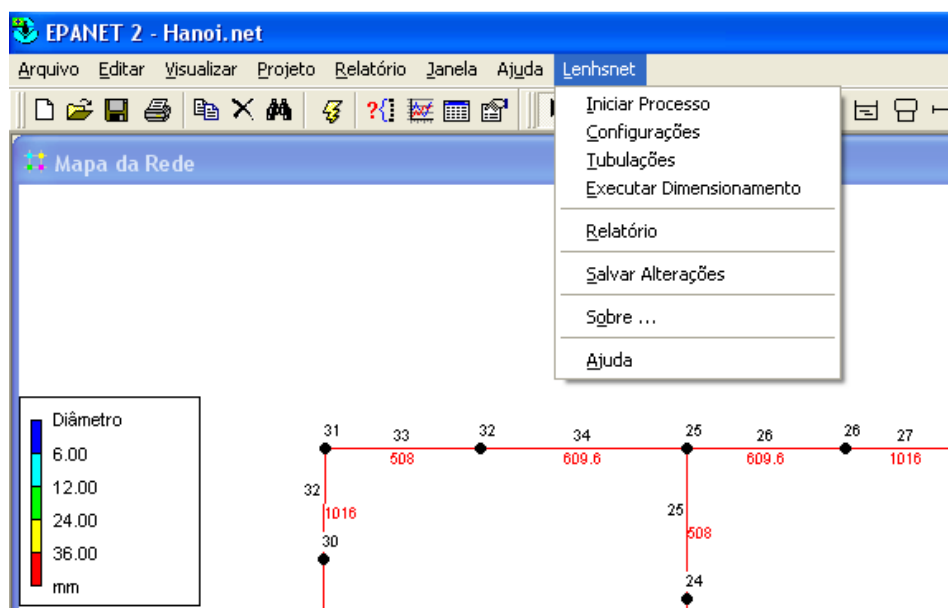 EPANET 2 - Hanoi.net
Arquivo Editar Visualizar Projeto Relatório Janela Ajuda Lenhsnet
Iniciar Processo
Configurações
Tubulações
Executar Dimensionamento
Relatório
Salvar Alterações
Sobre ...
Ajuda
Mapa da Rede
Diâmetro
6.00
12.00
24.00
36.00
mm
31 33 32 34 25 26 26 27
508 609.6 609.6 1016
32
1016
25
508
30
24